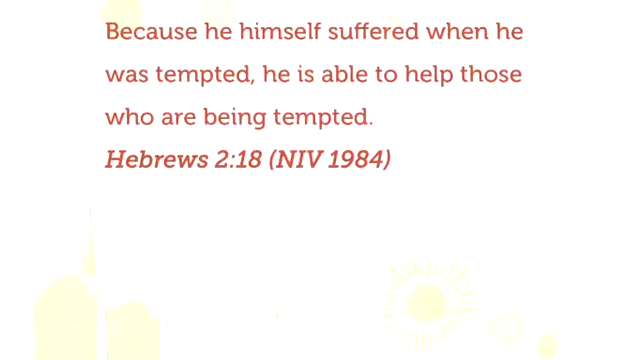 Because he himself suffered when he
was tempted, he is able to help those
who are being tempted.
Hebrews 2:18 (NIV 1984)